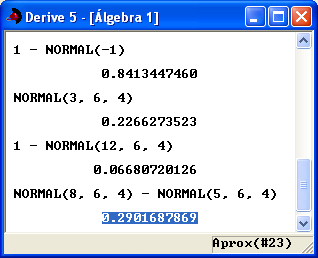 Derive 5 - [Álgebra 1]
1 - NORMAL(-1)
0.8413447460
NORMAL(3, 6, 4)
0.2266273523
1 - NORMAL(12, 6, 4)
0.06680720126
NORMAL(8, 6, 4) - NORMAL(5, 6, 4)
0.2901687869
Aprox(#23)